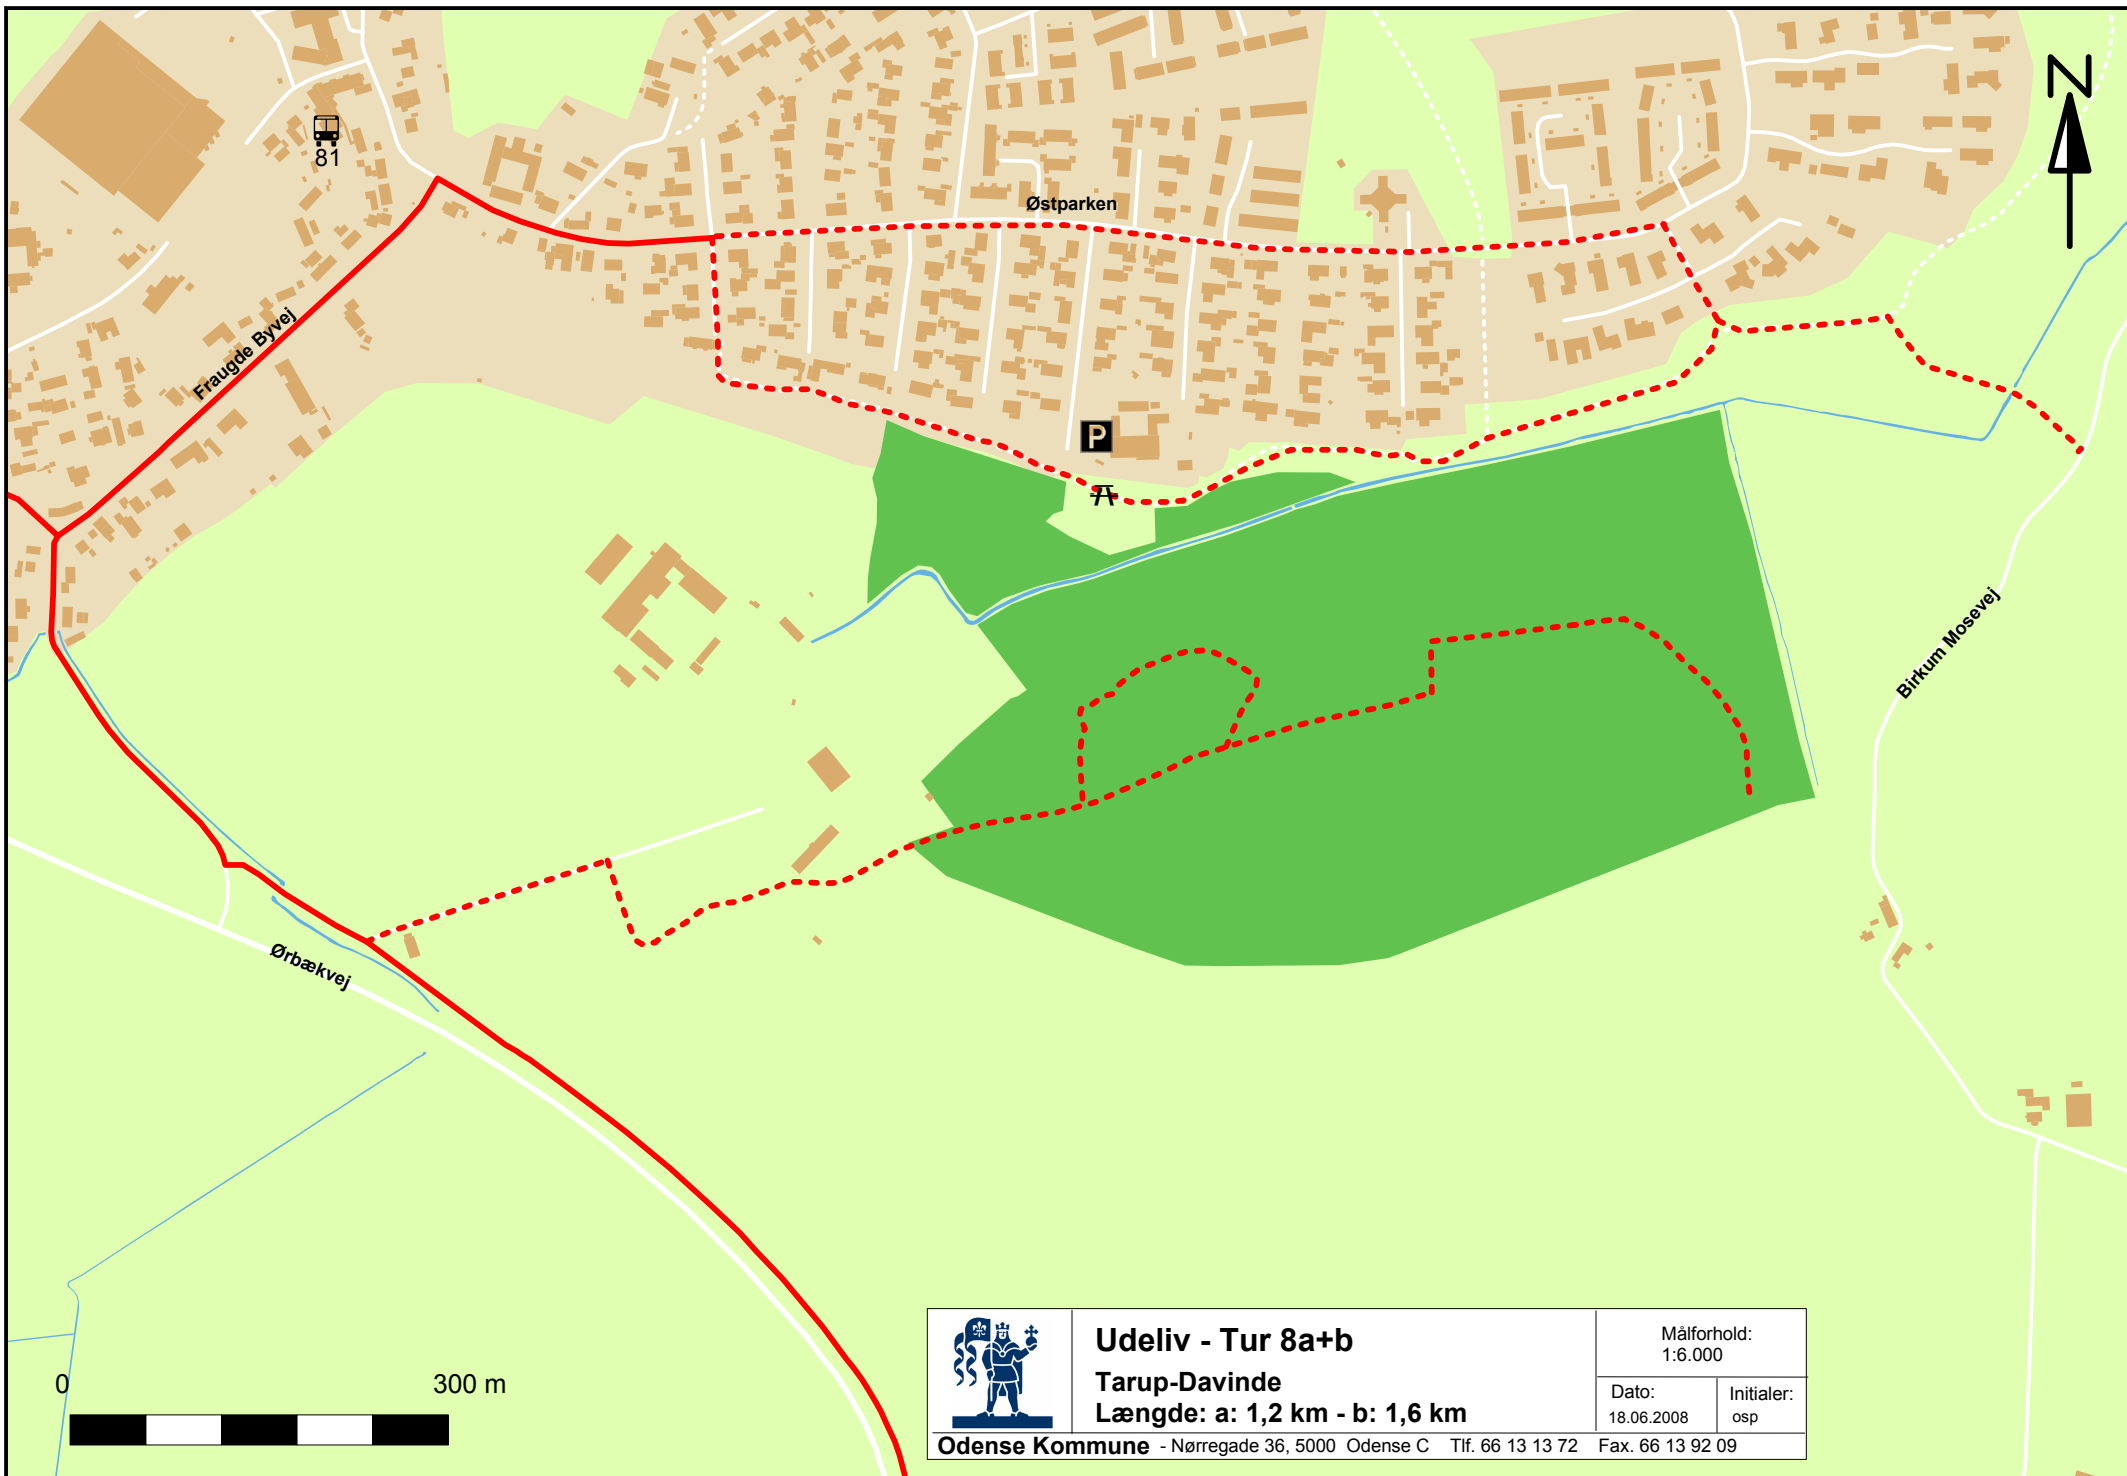 N
81
Østparken
Fraugde Byvej
P
Birkum Mosevej
Ørbækvej
0 300 m
Udeliv - Tur 8a+b
Tarup-Davinde
Længde: a: 1,2 km - b: 1,6 km
Målforhold:
1:6.000
Dato:
18.06.2008
Initialer:
osp
Odense Kommune - Nørregade 36, 5000 Odense C Tlf. 66 13 13 72 Fax. 66 13 92 09